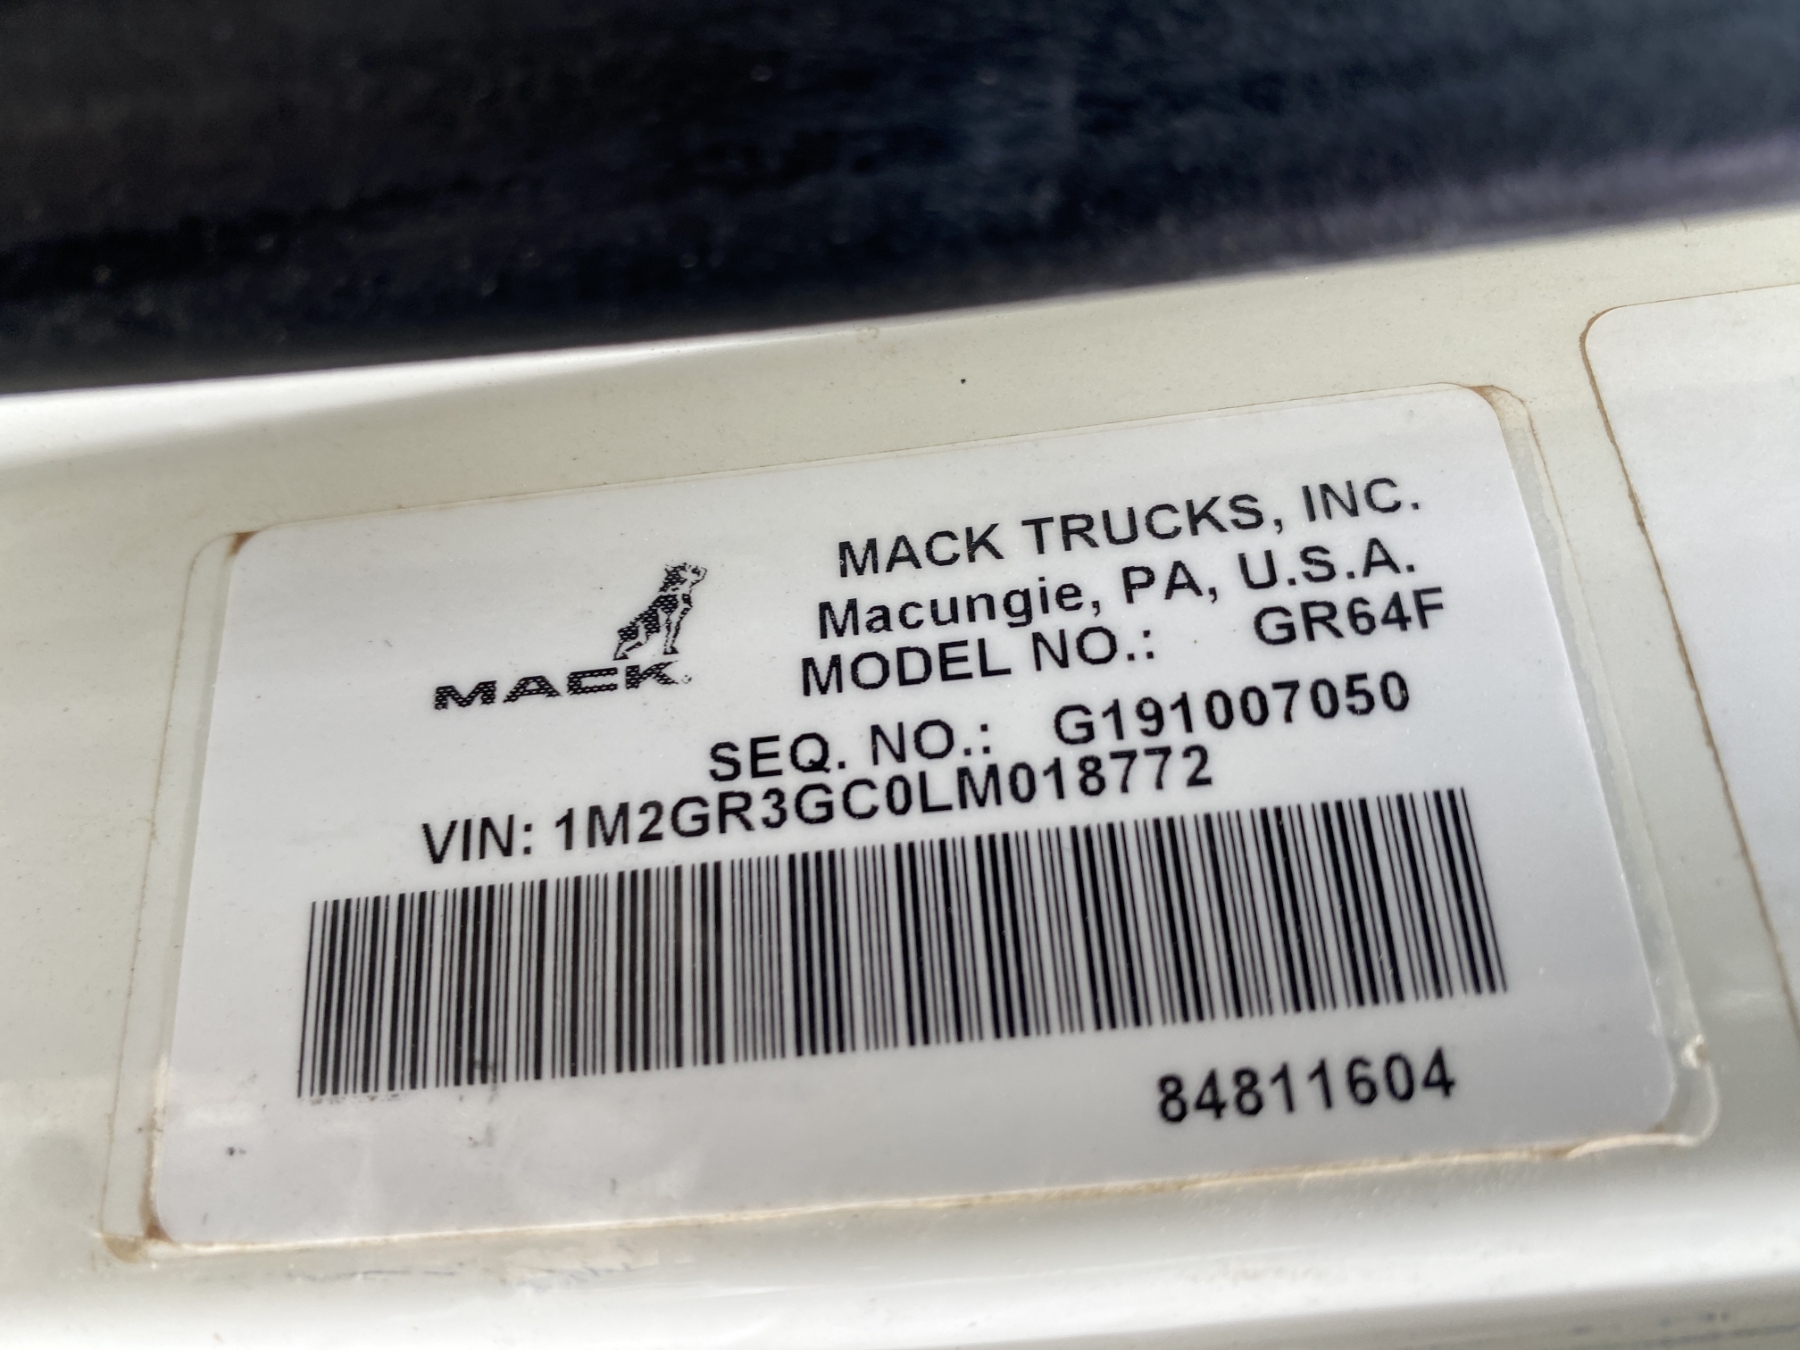 MACK TRUCKS, INC.
Macungie, PA, U.S.A.
MACK
MODEL NO.: GR64F
SEQ. NO.: G191007050
VIN: 1M2GR3GC0LM018772
84811604